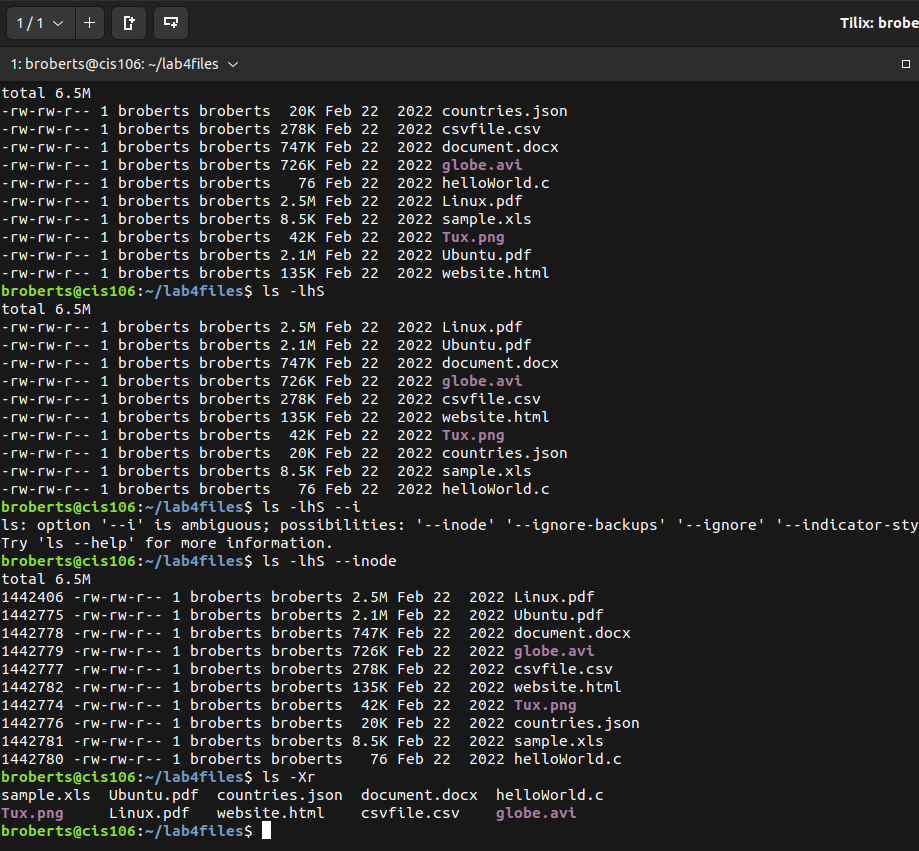 1 / 1
Tilix: brobe
1: broberts@cis106: ~/lab4files
total 6.5M
-rw-rw-r-- 1 broberts broberts  20K Feb 22  2022 countries.json
-rw-rw-r-- 1 broberts broberts 278K Feb 22  2022 csvfile.csv
-rw-rw-r-- 1 broberts broberts 747K Feb 22  2022 document.docx
-rw-rw-r-- 1 broberts broberts 726K Feb 22  2022 globe.avi
-rw-rw-r-- 1 broberts broberts   76 Feb 22  2022 helloWorld.c
-rw-rw-r-- 1 broberts broberts 2.5M Feb 22  2022 Linux.pdf
-rw-rw-r-- 1 broberts broberts 8.5K Feb 22  2022 sample.xls
-rw-rw-r-- 1 broberts broberts  42K Feb 22  2022 Tux.png
-rw-rw-r-- 1 broberts broberts 2.1M Feb 22  2022 Ubuntu.pdf
-rw-rw-r-- 1 broberts broberts 135K Feb 22  2022 website.html
broberts@cis106:~/lab4files$ ls -lhS
total 6.5M
-rw-rw-r-- 1 broberts broberts 2.5M Feb 22  2022 Linux.pdf
-rw-rw-r-- 1 broberts broberts 2.1M Feb 22  2022 Ubuntu.pdf
-rw-rw-r-- 1 broberts broberts 747K Feb 22  2022 document.docx
-rw-rw-r-- 1 broberts broberts 726K Feb 22  2022 globe.avi
-rw-rw-r-- 1 broberts broberts 278K Feb 22  2022 csvfile.csv
-rw-rw-r-- 1 broberts broberts 135K Feb 22  2022 website.html
-rw-rw-r-- 1 broberts broberts  42K Feb 22  2022 Tux.png
-rw-rw-r-- 1 broberts broberts  20K Feb 22  2022 countries.json
-rw-rw-r-- 1 broberts broberts 8.5K Feb 22  2022 sample.xls
-rw-rw-r-- 1 broberts broberts   76 Feb 22  2022 helloWorld.c
broberts@cis106:~/lab4files$ ls -lhS --i
ls: option '--i' is ambiguous; possibilities: '--inode' '--ignore-backups' '--ignore' '--indicator-sty
Try 'ls --help' for more information.
broberts@cis106:~/lab4files$ ls -lhS --inode
total 6.5M
1442406 -rw-rw-r-- 1 broberts broberts 2.5M Feb 22  2022 Linux.pdf
1442775 -rw-rw-r-- 1 broberts broberts 2.1M Feb 22  2022 Ubuntu.pdf
1442778 -rw-rw-r-- 1 broberts broberts 747K Feb 22  2022 document.docx
1442779 -rw-rw-r-- 1 broberts broberts 726K Feb 22  2022 globe.avi
1442777 -rw-rw-r-- 1 broberts broberts 278K Feb 22  2022 csvfile.csv
1442782 -rw-rw-r-- 1 broberts broberts 135K Feb 22  2022 website.html
1442774 -rw-rw-r-- 1 broberts broberts  42K Feb 22  2022 Tux.png
1442776 -rw-rw-r-- 1 broberts broberts  20K Feb 22  2022 countries.json
1442781 -rw-rw-r-- 1 broberts broberts 8.5K Feb 22  2022 sample.xls
1442780 -rw-rw-r-- 1 broberts broberts   76 Feb 22  2022 helloWorld.c
broberts@cis106:~/lab4files$ ls -Xr
sample.xls  Ubuntu.pdf  countries.json  document.docx  helloWorld.c
Tux.png     Linux.pdf   website.html    csvfile.csv    globe.avi
broberts@cis106:~/lab4files$